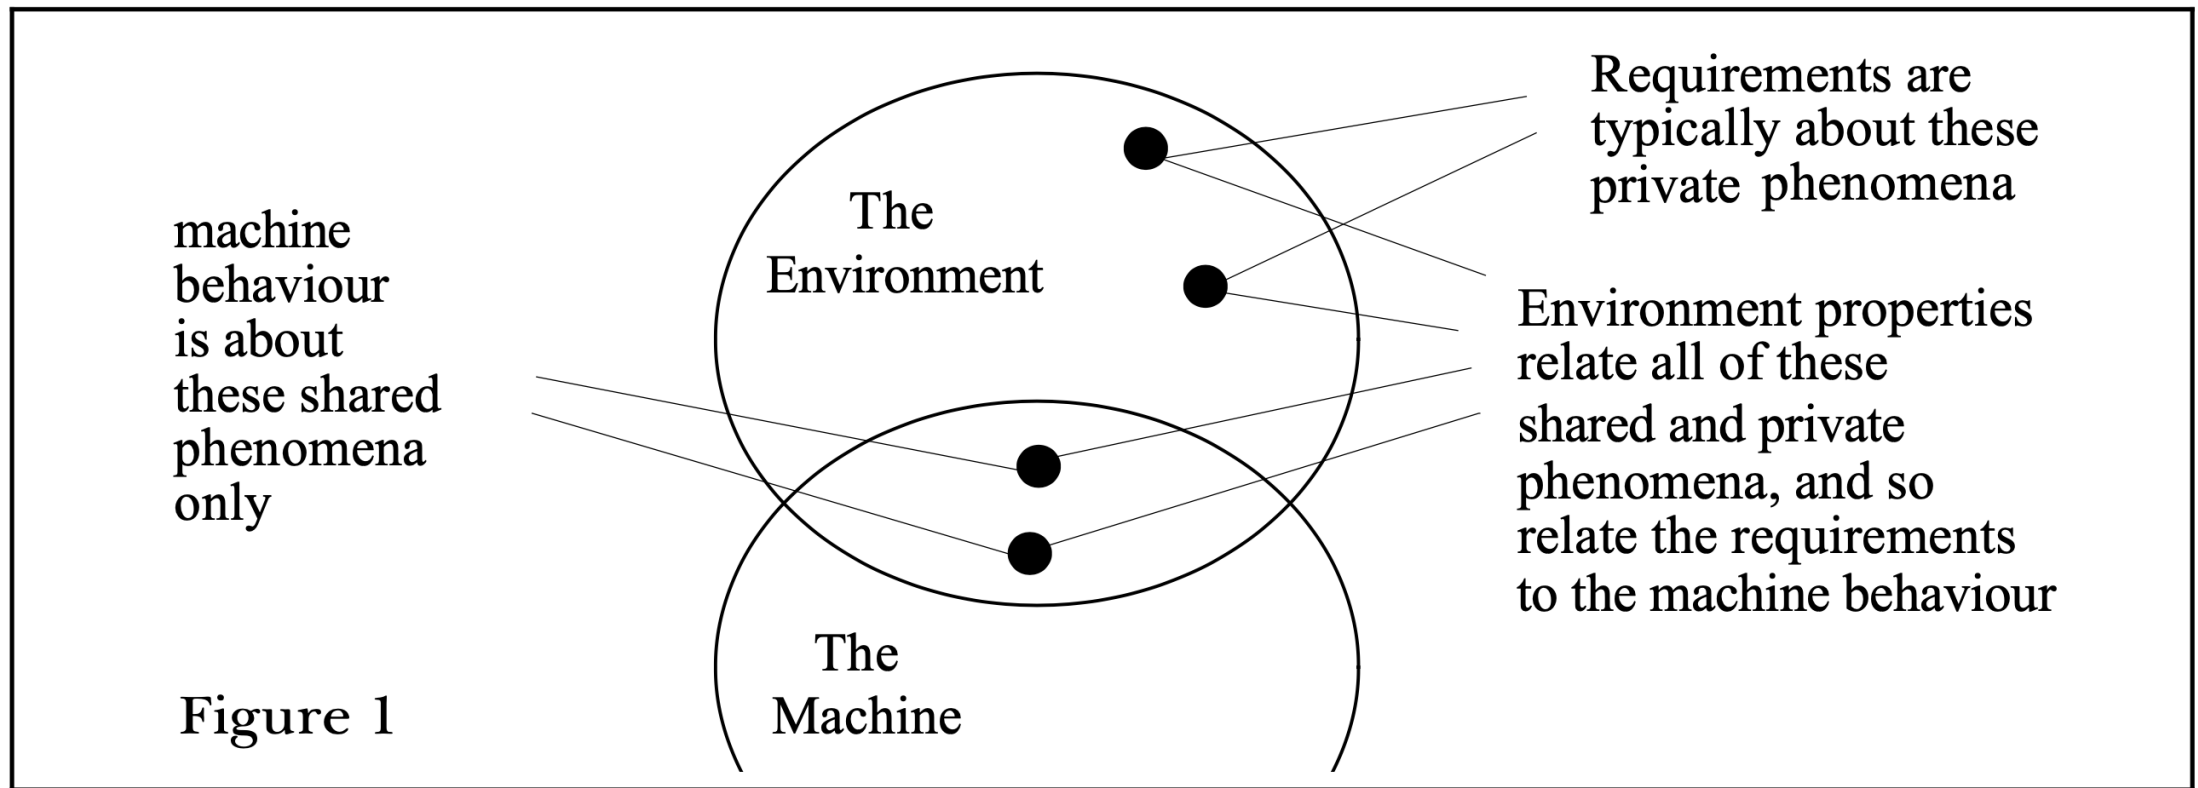 machine
behaviour
is about
these shared
phenomena
only
Figure 1
The
Environment
The
Machine
Requirements are
typically about these
private phenomena
Environment properties
relate all of these
shared and private
phenomena, and so
relate the requirements
to the machine behaviour